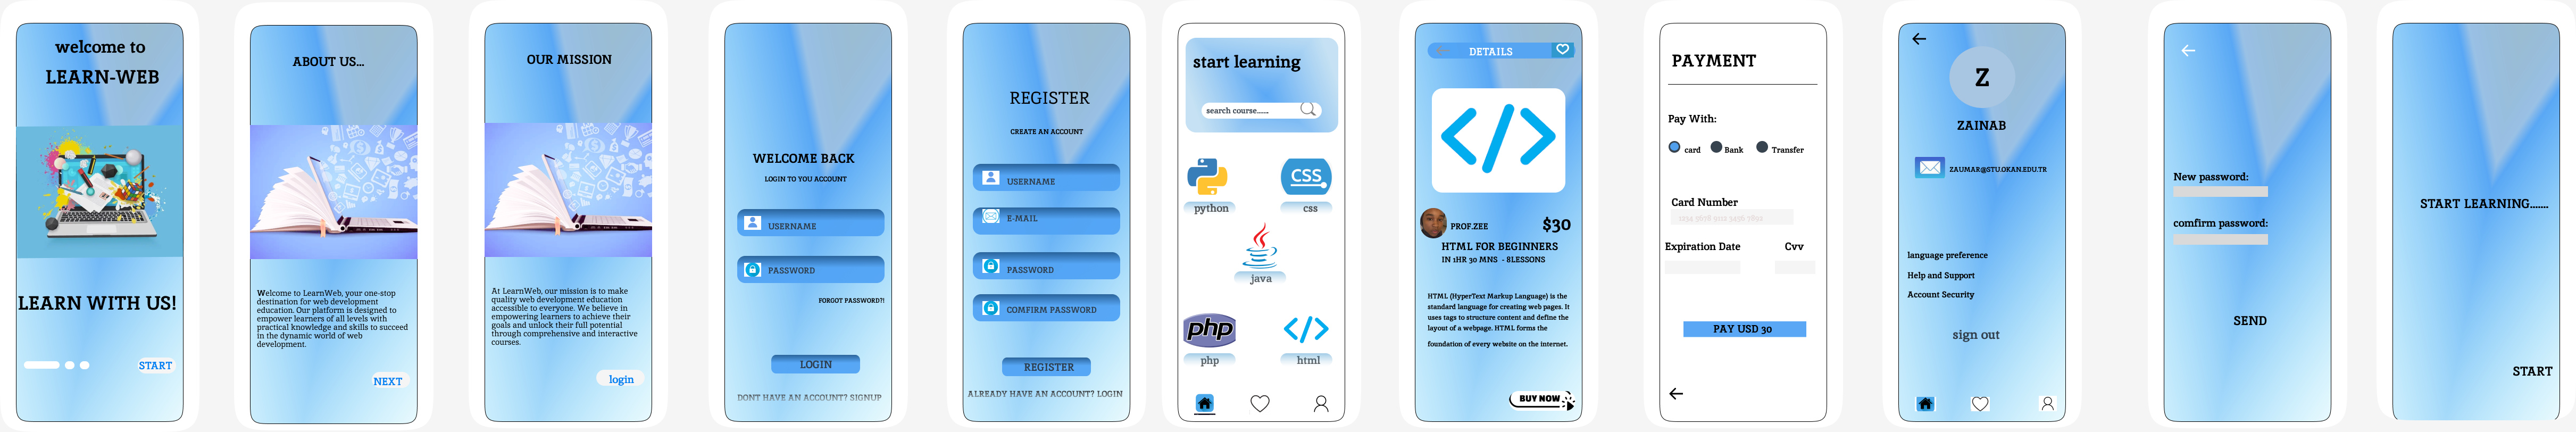 welcome to
LEARN-WEB
LEARN WITH US!
START
ABOUT US...
Welcome to LearnWeb, your one-stop
destination for web development
education. Our platform is designed to
empower learners of all levels with
practical knowledge and skills to succeed
in the dynamic world of web
development.
NEXT
OUR MISSION
At LearnWeb, our mission is to make
quality web development education
accessible to everyone. We believe in
empowering learners to achieve their
goals and unlock their full potential
through comprehensive and interactive
courses.
login
WELCOME BACK
LOGIN TO YOU ACCOUNT
USERNAME
PASSWORD
FORGOT PASSWORD?!
LOGIN
DONT HAVE AN ACCOUNT? SIGNUP
REGISTER
CREATE AN ACCOUNT
USERNAME
E-MAIL
PASSWORD
COMFIRM PASSWORD
REGISTER
ALREADY HAVE AN ACCOUNT? LOGIN
start learning
search course......
python
CSS
css
java
php
php
html
DETAILS
PROF.ZEE
$30
HTML FOR BEGINNERS
IN 1HR 30 MNS - 8LESSONS
HTML (HyperText Markup Language) is the
standard language for creating web pages. It
uses tags to structure content and define the
layout of a webpage. HTML forms the
foundation of every website on the internet.
BUY NOW
PAYMENT
Pay With:
card Bank Transfer
Card Number
Expiration Date Cvv
PAY USD 30
Z
ZAINAB
ZAUMAR@STU.OKAN.EDU.TR
language preference
Help and Support
Account Security
sign out
New password:
comfirm password:
SEND
START LEARNING.......
START